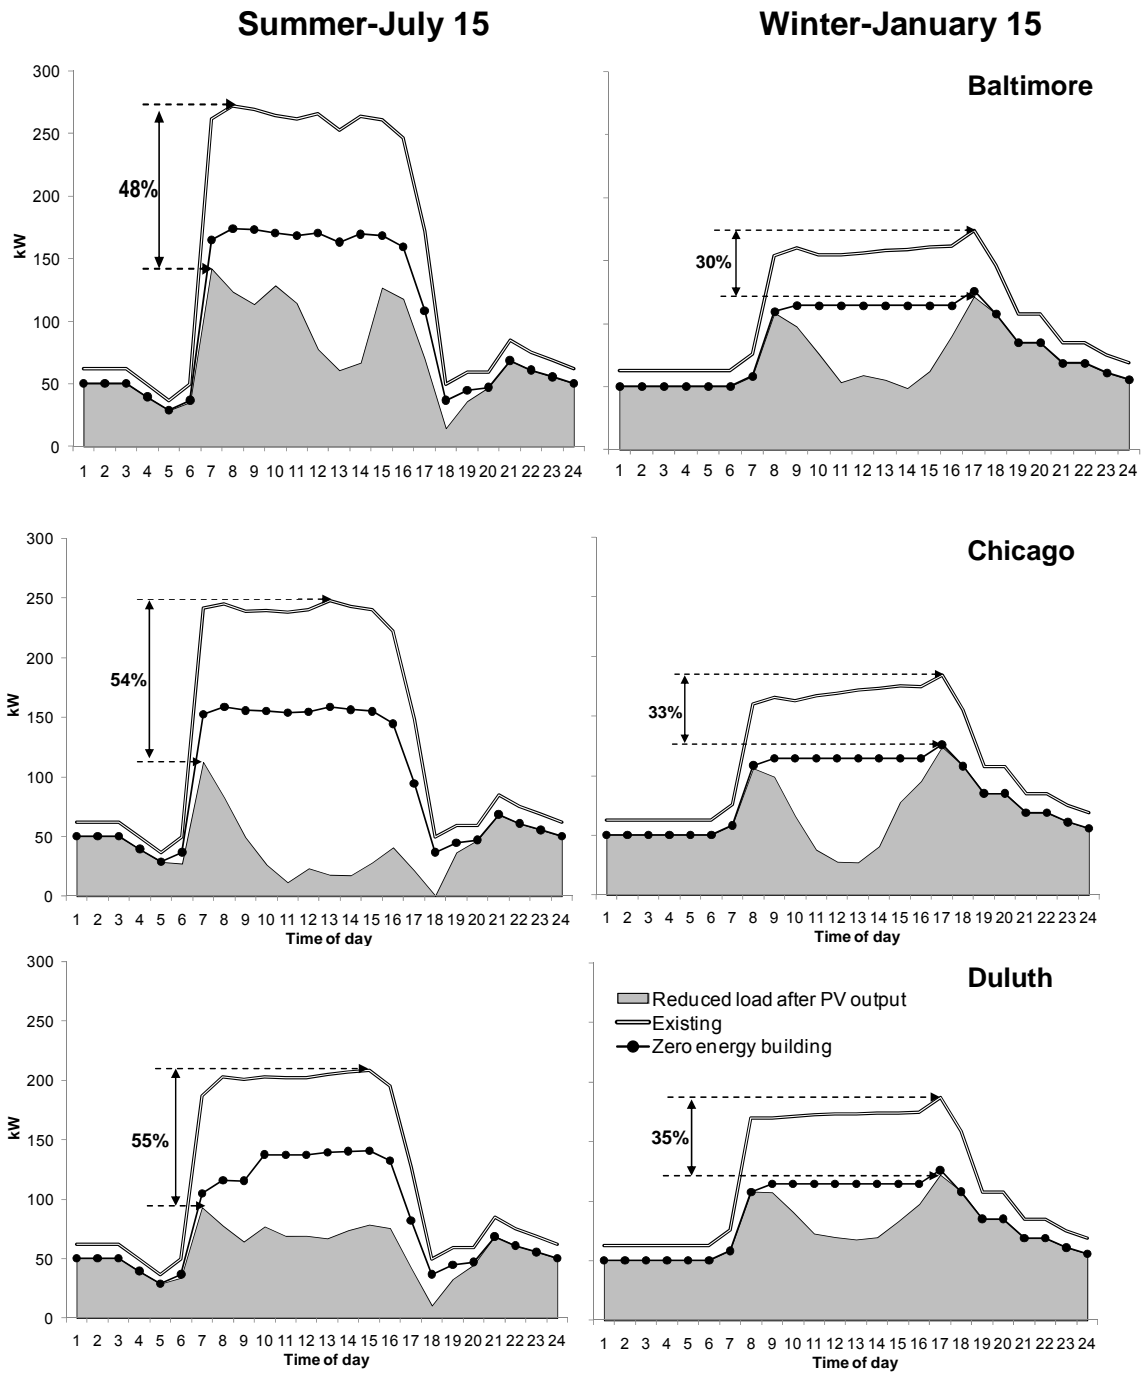 Summer-July 15
Winter-January 15
Baltimore
300
250
200
150
100
50
0
kW
48%
1 2 3 4 5 6 7 8 9 10 11 12 13 14 15 16 17 18 19 20 21 22 23 24
30%
1 2 3 4 5 6 7 8 9 10 11 12 13 14 15 16 17 18 19 20 21 22 23 24
Chicago
300
250
200
150
100
50
0
kW
54%
1 2 3 4 5 6 7 8 9 10 11 12 13 14 15 16 17 18 19 20 21 22 23 24
Time of day
33%
1 2 3 4 5 6 7 8 9 10 11 12 13 14 15 16 17 18 19 20 21 22 23 24
Time of day
Duluth
300
250
200
150
100
50
0
kW
55%
1 2 3 4 5 6 7 8 9 10 11 12 13 14 15 16 17 18 19 20 21 22 23 24
Time of day
Reduced load after PV output
Existing
Zero energy building
35%
1 2 3 4 5 6 7 8 9 10 11 12 13 14 15 16 17 18 19 20 21 22 23 24
Time of day